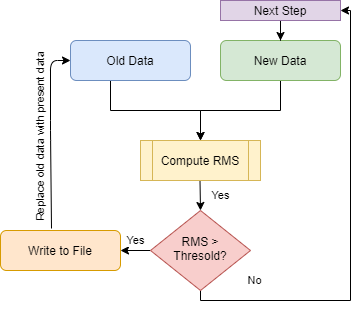 Next Step
Old Data
New Data
Replace old data with present data
Compute RMS
Yes
RMS >
Thresold?
Yes
Write to File
No